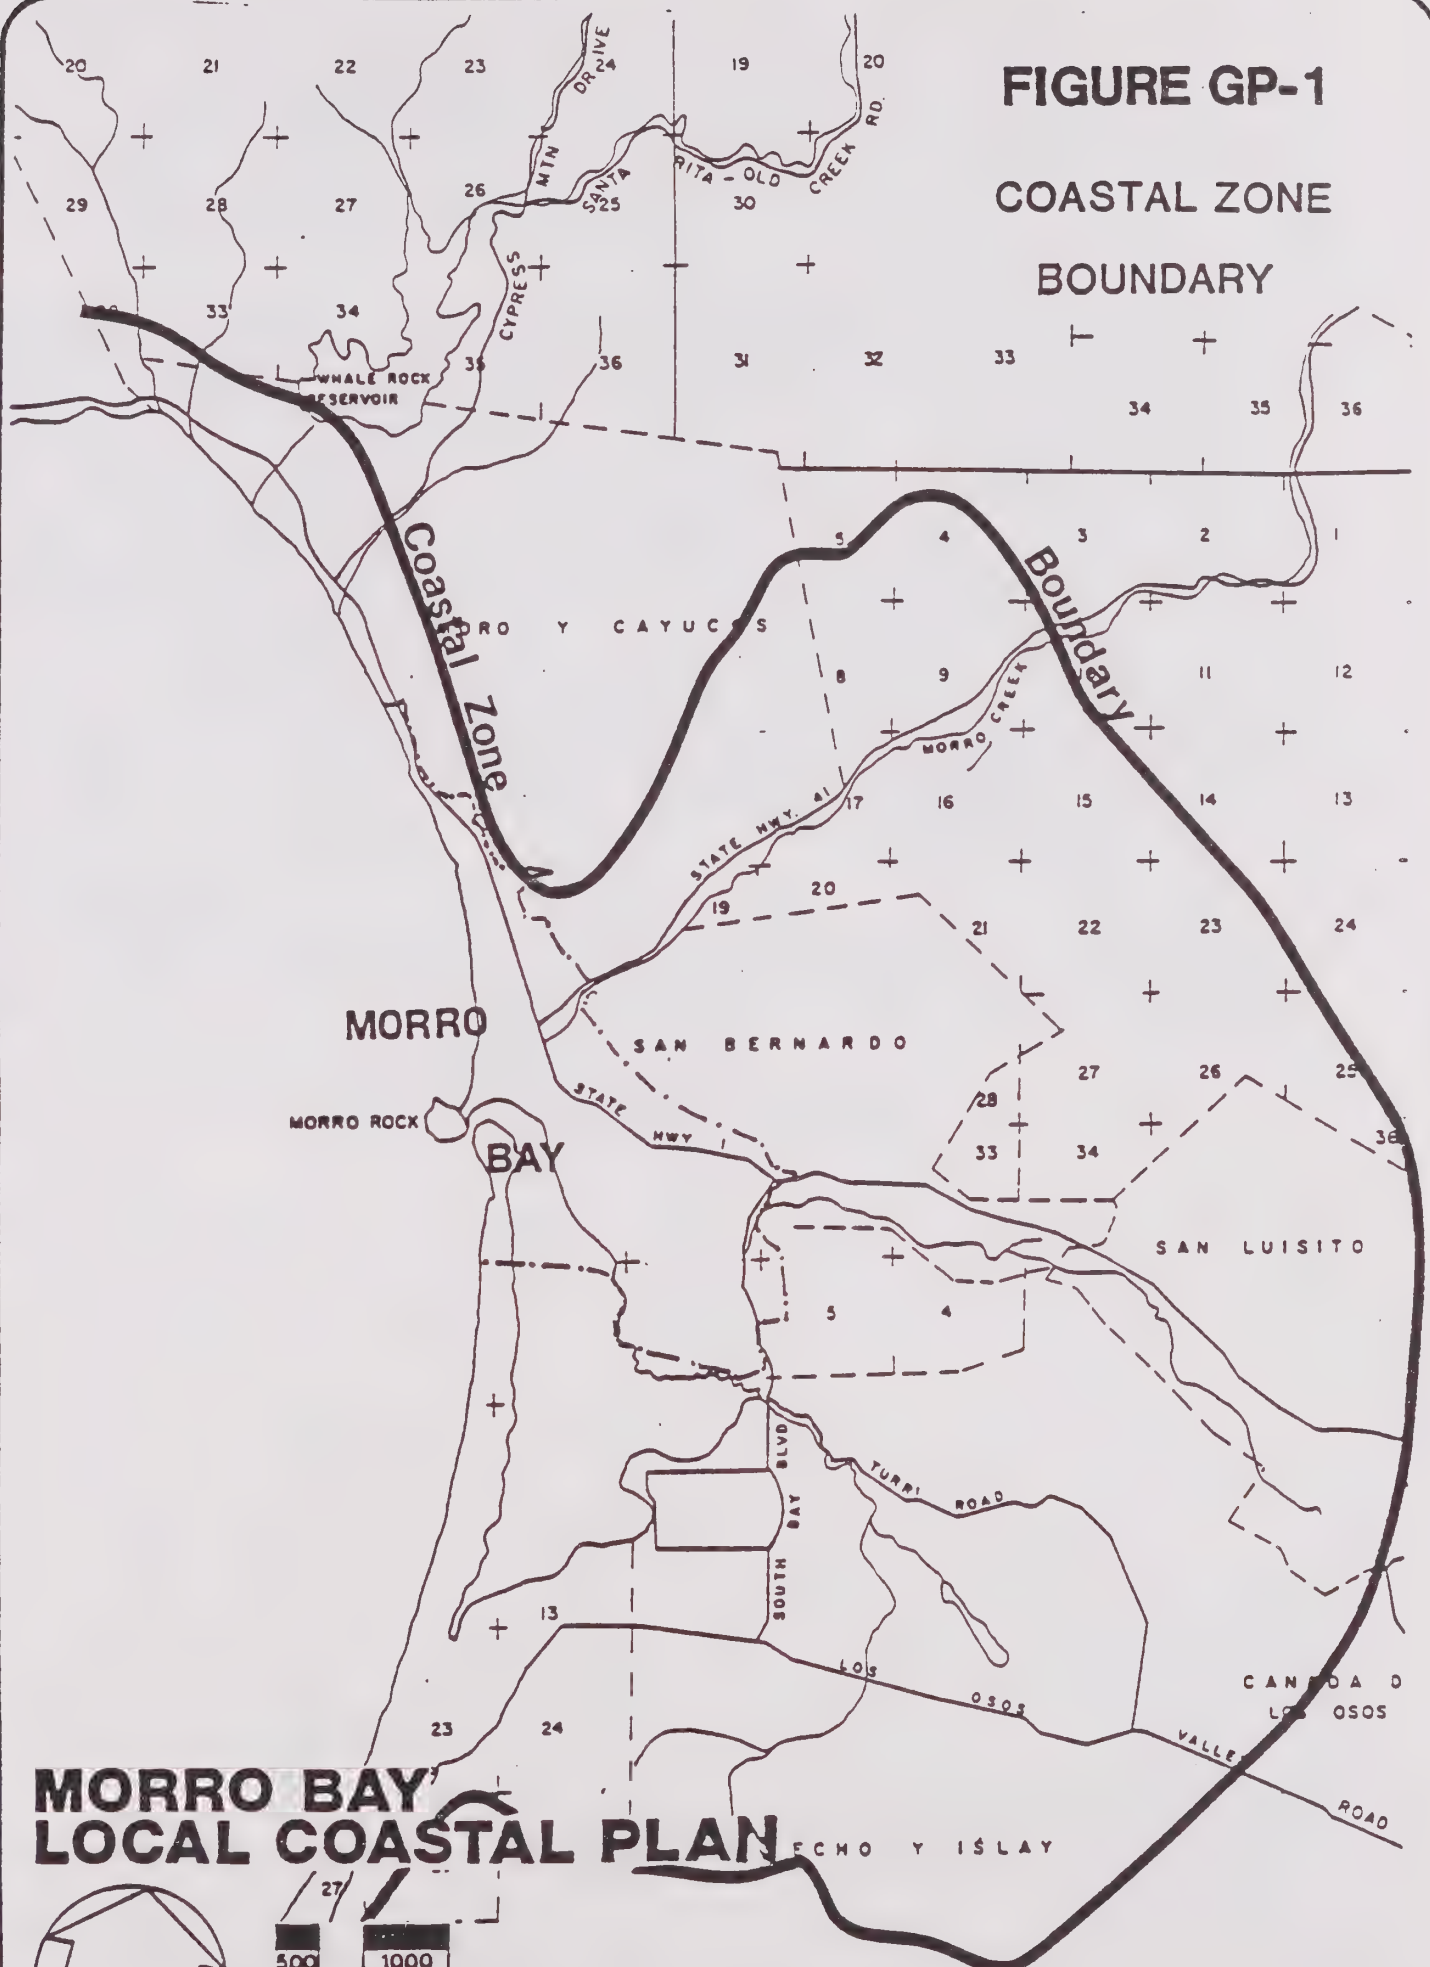 FIGURE GP-1
COASTAL ZONE
BOUNDARY
20 21 22 23 24 19 20
MTN DRIVE
SANTA RITA - OLD CREEK RD.
29 28 27 26 25 30
CYPRESS
33 34 35 36 31 32 33
WHALE ROCK
RESERVOIR
34 35 36
Coastal Zone Boundary
5 4 3 2 1
ORO Y CAYUCOS
8 9 11 12
MORRO CREEK
STATE HWY. 41
17 16 15 14 13
19 20 21 22 23 24
MORRO
BAY
SAN BERNARDO
MORRO ROCK
STATE HWY 1
28 27 26 25
33 34 36
SAN LUISITO
5 4
TURRI ROAD
SOUTH BAY BLVD
13
LOS OSOS VALLE ROAD
CANADA D
LOS OSOS
23 24
MORRO BAY
LOCAL COASTAL PLAN
ECHO Y ISLAY
27
500 1000